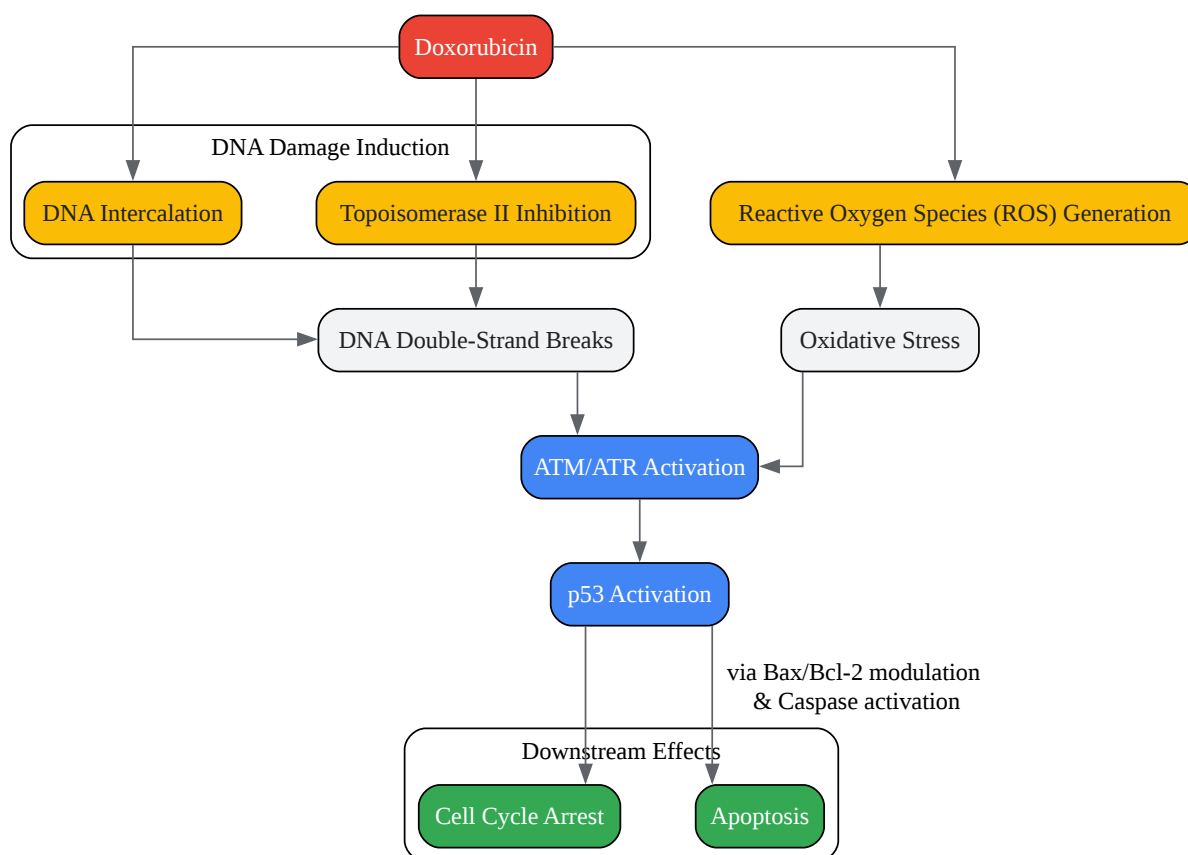 Doxorubicin
DNA Damage Induction
DNA Intercalation
Topoisomerase II Inhibition
Reactive Oxygen Species (ROS) Generation
DNA Double-Strand Breaks
Oxidative Stress
ATM/ATR Activation
p53 Activation
via Bax/Bcl-2 modulation
& Caspase activation
Downstream Effects
Cell Cycle Arrest
Apoptosis